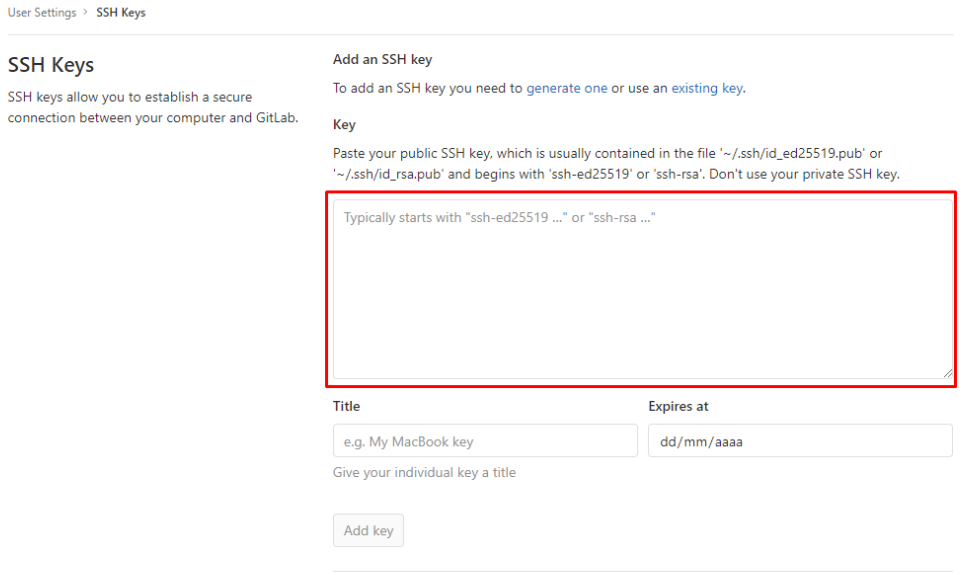 User Settings > SSH Keys
SSH Keys
SSH keys allow you to establish a secure
connection between your computer and GitLab.
Add an SSH key
To add an SSH key you need to generate one or use an existing key.
Key
Paste your public SSH key, which is usually contained in the file '~/.ssh/id_ed25519.pub' or
'~/.ssh/id_rsa.pub' and begins with 'ssh-ed25519' or 'ssh-rsa'. Don't use your private SSH key.
Typically starts with "ssh-ed25519 ..." or "ssh-rsa ..."
Title
Expires at
e.g. My MacBook key
dd/mm/aaaa
Give your individual key a title
Add key